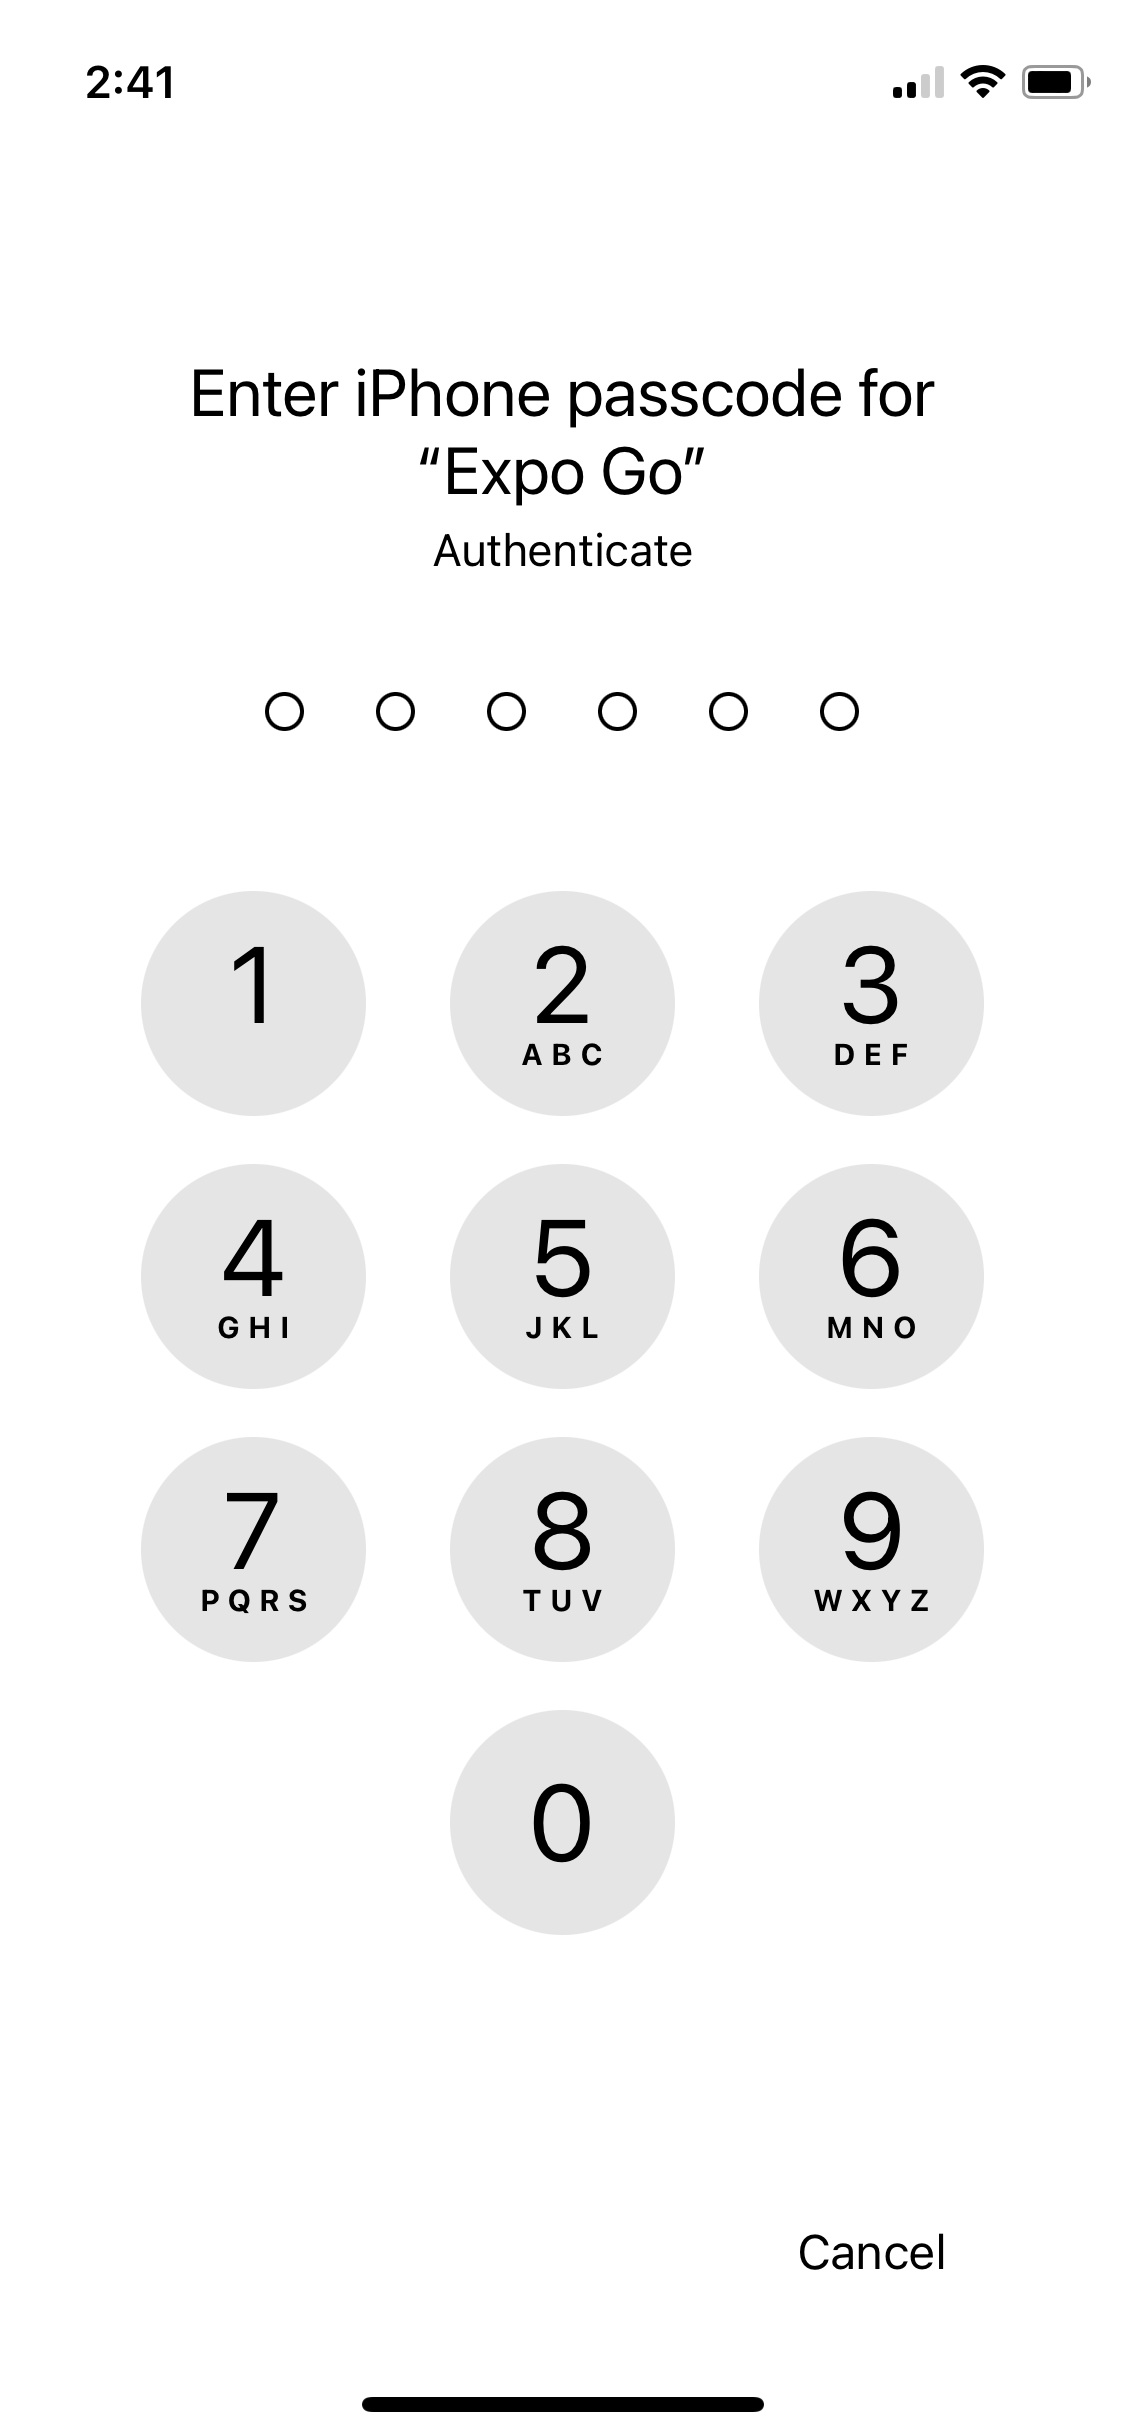 2:41
Enter iPhone passcode for
“Expo Go”
Authenticate
1
2
ABC
3
DEF
4
GHI
5
JKL
6
MNO
7
PQRS
8
TUV
9
WXYZ
0
Cancel